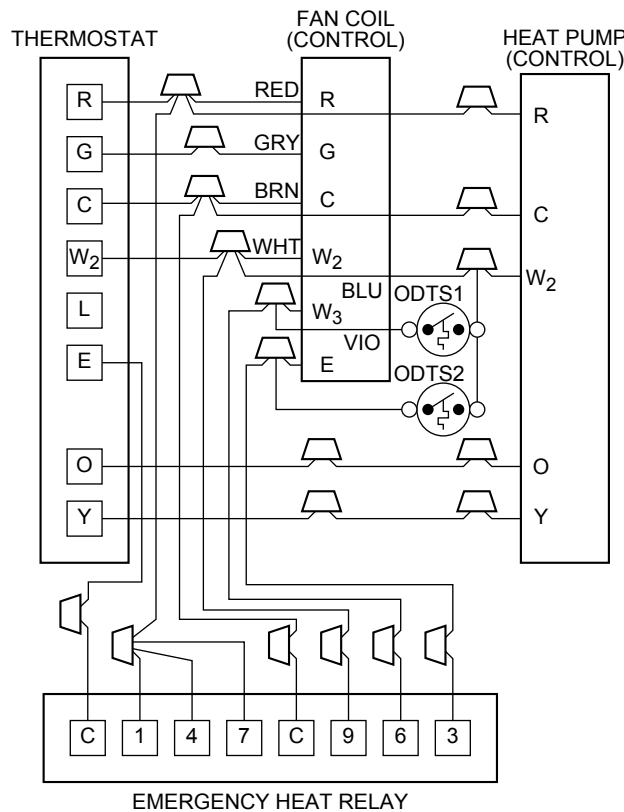 FAN COIL
(CONTROL)
THERMOSTAT
HEAT PUMP
(CONTROL)
R
RED
R
R
G
GRY
G
C
BRN
C
C
W2
WHT
W2
W2
BLU
ODTS1
L
W3
VIO
E
E
ODTS2
O
O
Y
Y
C 1 4 7 C 9 6 3
EMERGENCY HEAT RELAY